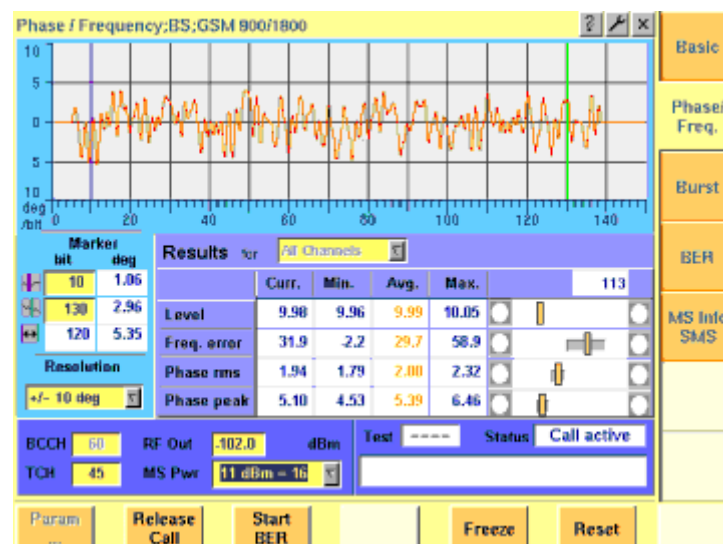 Phase / Frequency;BS;GSM 900/1800 ? ×
10
5
0
5
10
deg
/bit 0 20 40 60 80 100 120 140
Marker
bit deg
10 1.06
130 2.96
120 5.35
Resolution
+/- 10 deg
Results for All Channels
Curr. Min. Avg. Max. 113
Level 9.98 9.96 9.99 10.05
Freq. error 31.9 -2.2 29.7 58.9
Phase rms 1.94 1.79 2.00 2.32
Phase peak 5.10 4.53 5.39 6.46
BCCH 60 RF Out -102.0 dBm
TCH 45 MS Pwr 11 dBm = 16
Test ---- Status Call active
Param
...
Release
Call
Start
BER
Freeze
Reset
Basic
Phase/
Freq.
Burst
BER
MS Info
SMS